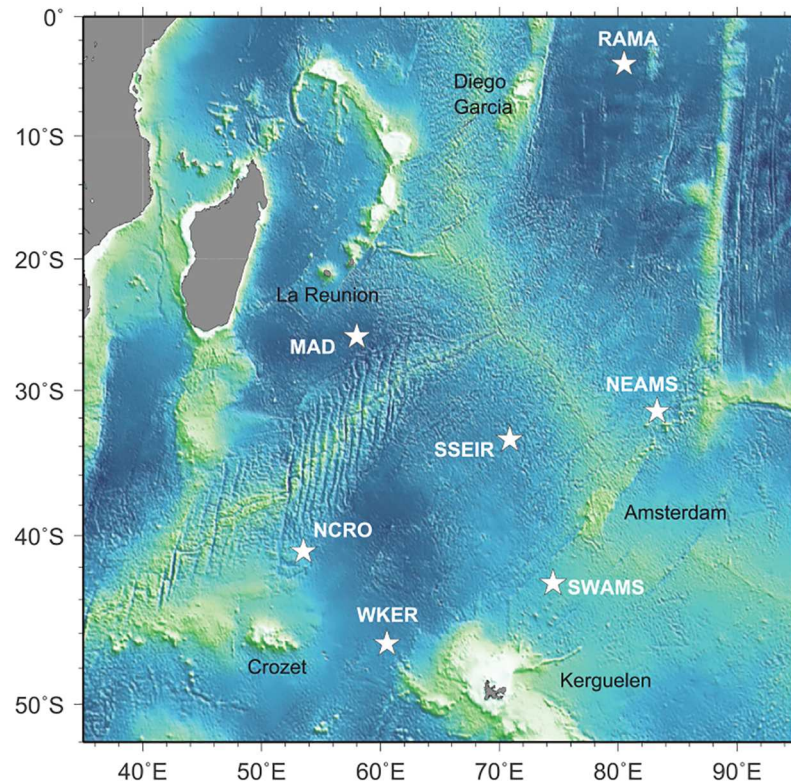 0°
RAMA
Diego
Garcia
10°S
20°S
La Reunion
MAD
NEAMS
30°S
SSEIR
Amsterdam
NCRO
40°S
SWAMS
WKER
Crozet
Kerguelen
50°S
40°E 50°E 60°E 70°E 80°E 90°E